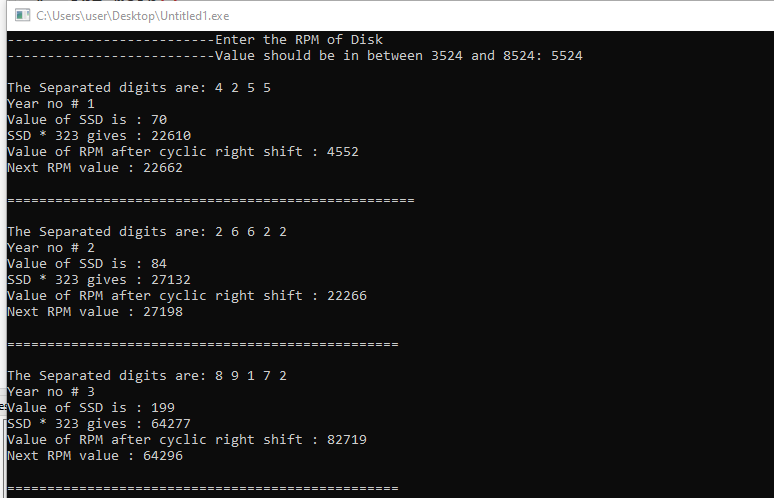 C:\Users\user\Desktop\Untitled1.exe
--------------------------Enter the RPM of Disk
--------------------------Value should be in between 3524 and 8524: 5524
The Separated digits are: 4 2 5 5
Year no # 1
Value of SSD is : 70
SSD * 323 gives : 22610
Value of RPM after cyclic right shift : 4552
Next RPM value : 22662
===================================================
The Separated digits are: 2 6 6 2 2
Year no # 2
Value of SSD is : 84
SSD * 323 gives : 27132
Value of RPM after cyclic right shift : 22266
Next RPM value : 27198
=================================================
The Separated digits are: 8 9 1 7 2
Year no # 3
Value of SSD is : 199
SSD * 323 gives : 64277
Value of RPM after cyclic right shift : 82719
Next RPM value : 64296
=================================================